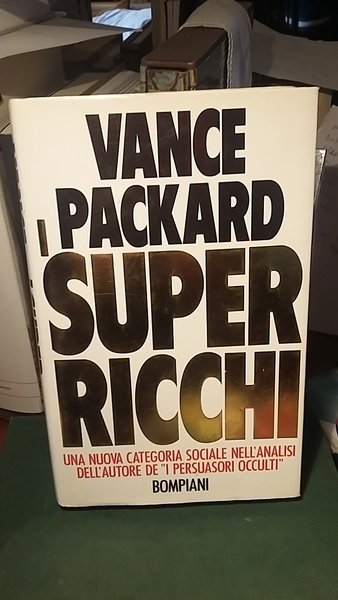 VANCE
PACKARD
I SUPER
RICCHI
UNA NUOVA CATEGORIA SOCIALE NELL'ANALISI
DELL'AUTORE DE "I PERSUASORI OCCULTI"
BOMPIANI